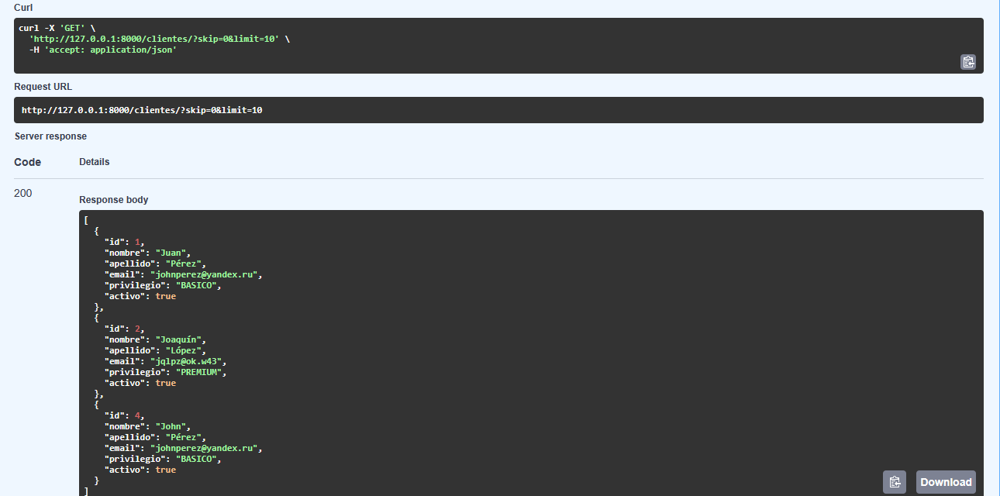 Curl
curl -X 'GET' \
  'http://127.0.0.1:8000/clientes/?skip=0&limit=10' \
  -H 'accept: application/json'
Request URL
http://127.0.0.1:8000/clientes/?skip=0&limit=10
Server response
Code Details
200
Response body
[
  {
    "id": 1,
    "nombre": "Juan",
    "apellido": "Pérez",
    "email": "johnperez@yandex.ru",
    "privilegio": "BASICO",
    "activo": true
  },
  {
    "id": 2,
    "nombre": "Joaquín",
    "apellido": "López",
    "email": "jqlpz@ok.w43",
    "privilegio": "PREMIUM",
    "activo": true
  },
  {
    "id": 4,
    "nombre": "John",
    "apellido": "Pérez",
    "email": "johnperez@yandex.ru",
    "privilegio": "BASICO",
    "activo": true
  }
]
Download